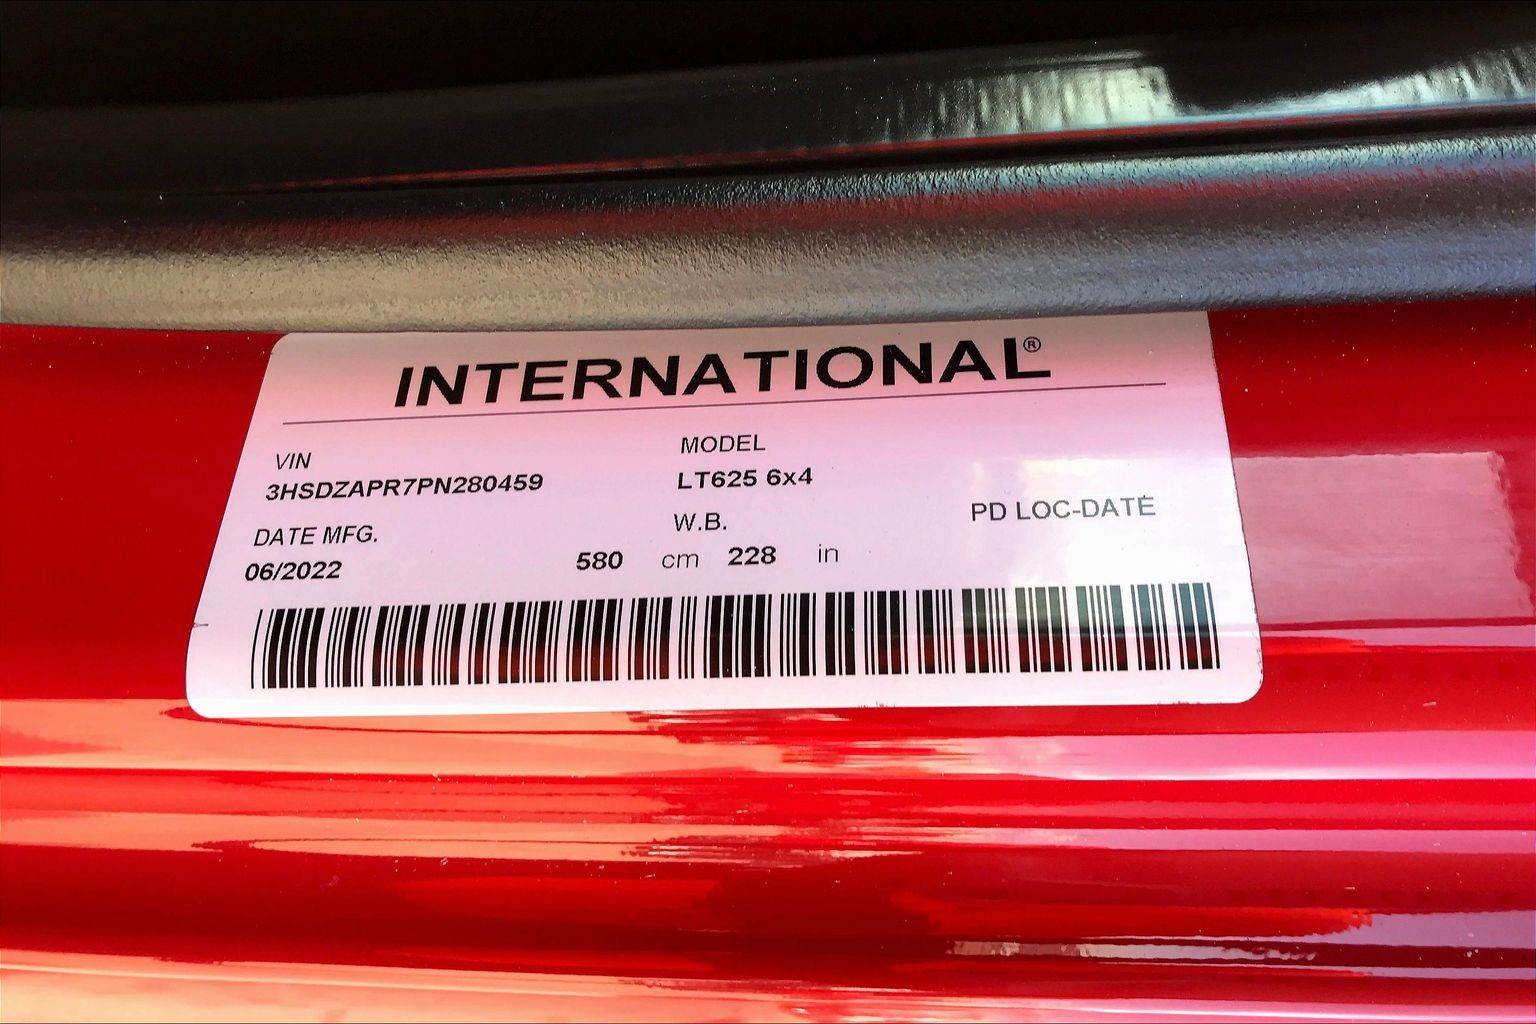 INTERNATIONAL®
VIN
3HSDZAPR7PN280459
MODEL
LT625 6x4
DATE MFG.
06/2022
W.B.
580 cm 228 in
PD LOC-DATE